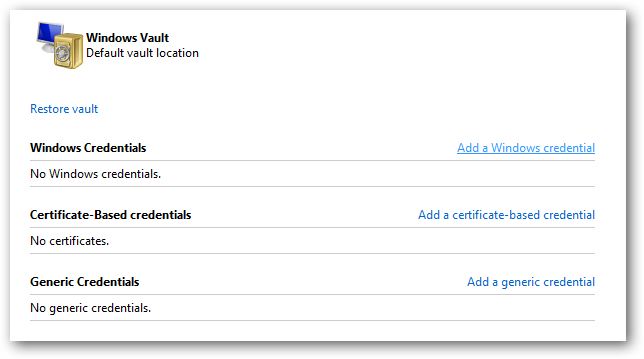 Windows Vault
Default vault location
Restore vault
Windows Credentials Add a Windows credential
No Windows credentials.
Certificate-Based credentials Add a certificate-based credential
No certificates.
Generic Credentials Add a generic credential
No generic credentials.